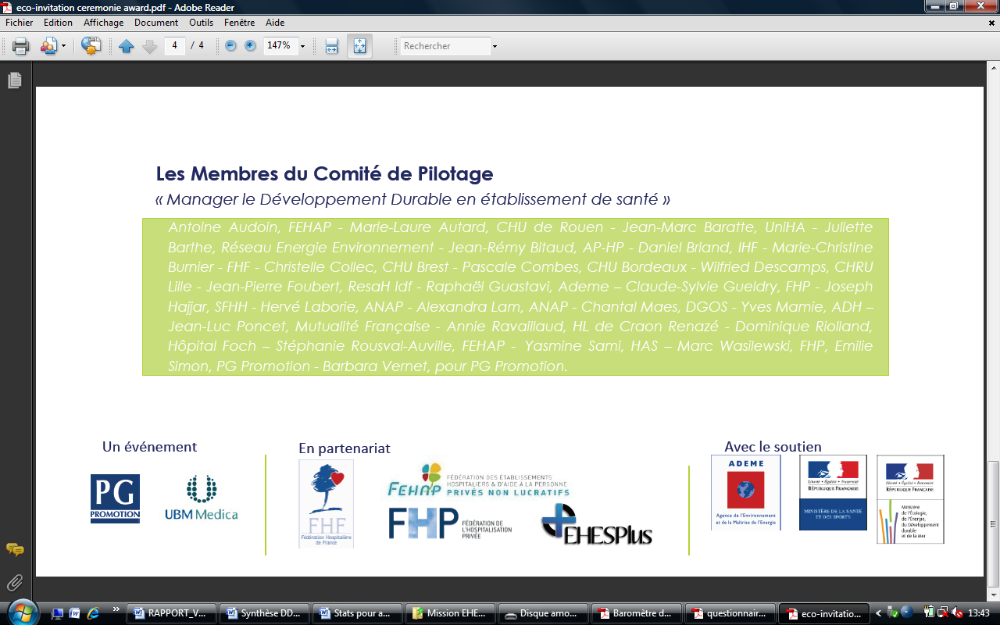 eco-invitation ceremonie award.pdf - Adobe Reader
Fichier Edition Affichage Document Outils Fenêtre Aide
4 / 4 147% Rechercher
Les Membres du Comité de Pilotage
« Manager le Développement Durable en établissement de santé »
Antoine Audoin, FEHAP - Marie-Laure Autard, CHU de Rouen - Jean-Marc Baratte, UniHA - Juliette
Barthe, Réseau Energie Environnement - Jean-Rémy Bitaud, AP-HP - Daniel Briand, IHF - Marie-Christine
Burnier - FHF - Christelle Collec, CHU Brest - Pascale Combes, CHU Bordeaux - Wilfried Descamps, CHRU
Lille - Jean-Pierre Foubert, ResaH Idf - Raphaël Guastavi, Ademe – Claude-Sylvie Gueldry, FHP - Joseph
Hajjar, SFHH - Hervé Laborie, ANAP - Alexandra Lam, ANAP - Chantal Maes, DGOS - Yves Mamie, ADH –
Jean-Luc Poncet, Mutualité Française - Annie Ravaillaud, HL de Craon Renazé - Dominique Riolland,
Hôpital Foch – Stéphanie Rousval-Auville, FEHAP - Yasmine Sami, HAS – Marc Wasilewski, FHP, Emilie
Simon, PG Promotion - Barbara Vernet, pour PG Promotion.
Un événement
PG
PROMOTION
UBM Medica
En partenariat
FHF
Fédération Hospitalière
de France
FEHAP
FÉDÉRATION DES ÉTABLISSEMENTS
HOSPITALIERS & D'AIDE À LA PERSONNE
PRIVÉS NON LUCRATIFS
FHP
FÉDÉRATION DE
L'HOSPITALISATION
PRIVÉE
EHESPlus
Avec le soutien
ADEME
Agence de l'Environnement
et de la Maîtrise de l'Energie
Liberté • Égalité • Fraternité
RÉPUBLIQUE FRANÇAISE
MINISTÈRE DE LA SANTÉ
ET DES SPORTS
Liberté • Égalité • Fraternité
RÉPUBLIQUE FRANÇAISE
Ministère
de l'Écologie,
de l'Énergie,
du Développement
durable
et de la Mer
RAPPORT_V... Synthèse DD... Stats pour a... Mission EHE... Disque amo... Baromètre d... questionnair... eco-invitatio... 13:43